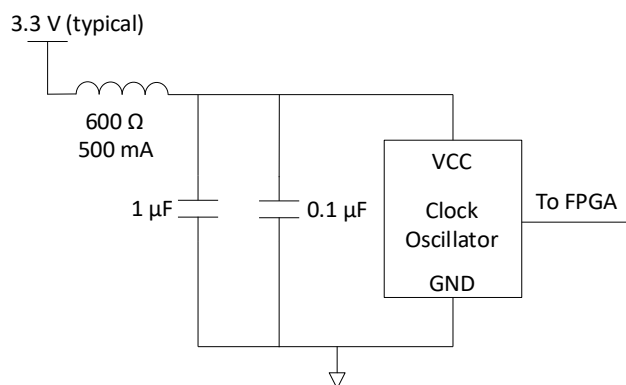 3.3 V (typical)
600 Ω
500 mA
1 µF
0.1 µF
VCC
Clock
Oscillator
GND
To FPGA